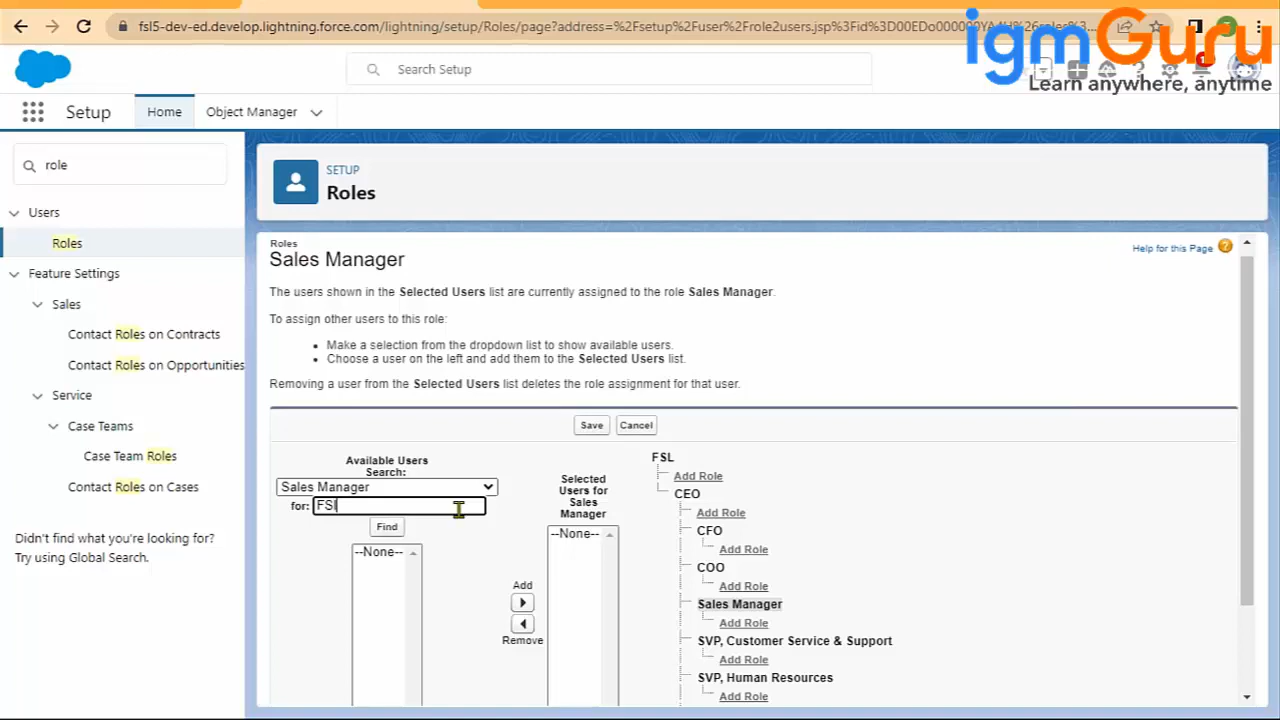 fsl5-dev-ed.develop.lightning.force.com/lightning/setup/Roles/page?address=%2Fsetup%2Fuser%2Frole2users.jsp%3Fid%3D00EDo000000YA4H%26roles%3...
igmGuru
Learn anywhere, anytime
Search Setup
Setup
Home
Object Manager
role
Users
Roles
Feature Settings
Sales
Contact Roles on Contracts
Contact Roles on Opportunities
Service
Case Teams
Case Team Roles
Contact Roles on Cases
Didn't find what you're looking for?
Try using Global Search.
SETUP
Roles
Roles
Sales Manager
Help for this Page
The users shown in the Selected Users list are currently assigned to the role Sales Manager.
To assign other users to this role:
• Make a selection from the dropdown list to show available users.
• Choose a user on the left and add them to the Selected Users list.
Removing a user from the Selected Users list deletes the role assignment for that user.
Save
Cancel
Available Users
Search:
Sales Manager
for: FSl
Find
--None--
Add
Remove
Selected
Users for
Sales
Manager
--None--
FSL
Add Role
CEO
Add Role
CFO
Add Role
COO
Add Role
Sales Manager
Add Role
SVP, Customer Service & Support
Add Role
SVP, Human Resources
Add Role